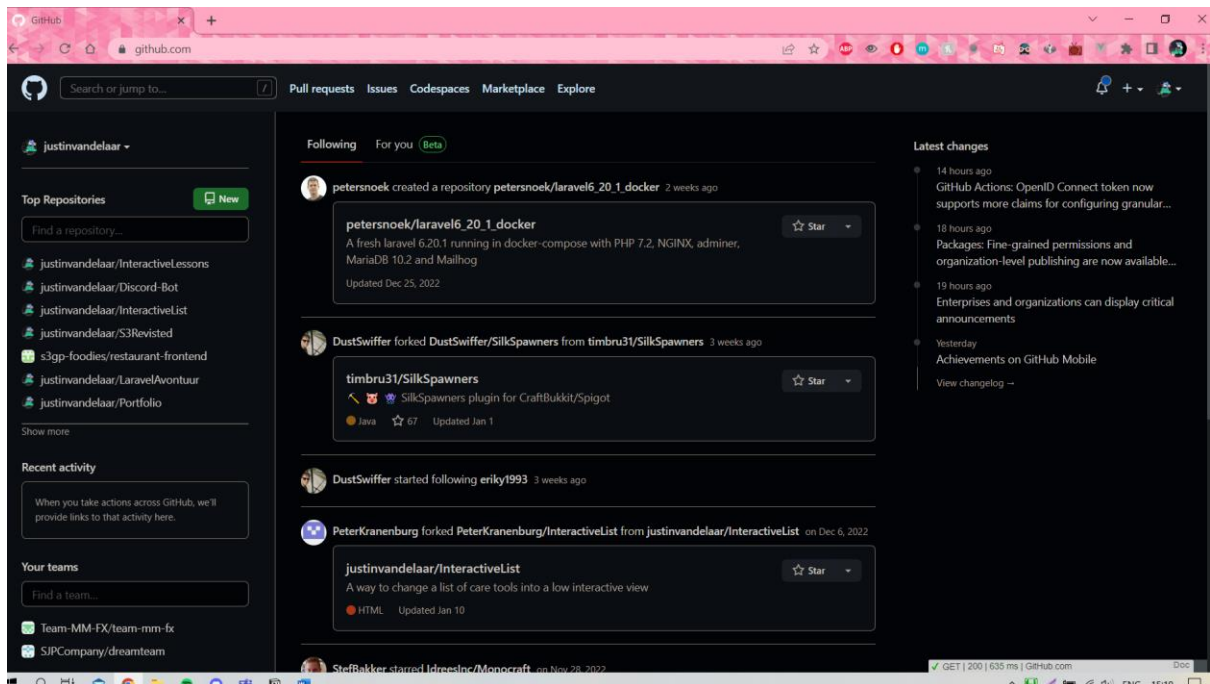 GitHub
github.com
ABP
Search or jump to...
/
Pull requests Issues Codespaces Marketplace Explore
justinvandelaar
Top Repositories
New
Find a repository...
justinvandelaar/InteractiveLessons
justinvandelaar/Discord-Bot
justinvandelaar/InteractiveList
justinvandelaar/S3Revisted
s3gp-foodies/restaurant-frontend
justinvandelaar/LaravelAvontuur
justinvandelaar/Portfolio
Show more
Recent activity
When you take actions across GitHub, we'll
provide links to that activity here.
Your teams
Find a team...
Team-MM-FX/team-mm-fx
SJPCompany/dreamteam
Following For you Beta
petersnoek created a repository petersnoek/laravel6_20_1_docker 2 weeks ago
petersnoek/laravel6_20_1_docker
Star
A fresh laravel 6.20.1 running in docker-compose with PHP 7.2, NGINX, adminer,
MariaDB 10.2 and Mailhog
Updated Dec 25, 2022
DustSwiffer forked DustSwiffer/SilkSpawners from timbru31/SilkSpawners 3 weeks ago
timbru31/SilkSpawners
Star
SilkSpawners plugin for CraftBukkit/Spigot
Java 67 Updated Jan 1
DustSwiffer started following eriky1993 3 weeks ago
PeterKranenburg forked PeterKranenburg/InteractiveList from justinvandelaar/InteractiveList on Dec 6, 2022
justinvandelaar/InteractiveList
Star
A way to change a list of care tools into a low interactive view
HTML Updated Jan 10
StefBakker starred IdreesInc/Monocraft on Nov 28, 2022
Latest changes
14 hours ago
GitHub Actions: OpenID Connect token now
supports more claims for configuring granular...
18 hours ago
Packages: Fine-grained permissions and
organization-level publishing are now available...
19 hours ago
Enterprises and organizations can display critical
announcements
Yesterday
Achievements on GitHub Mobile
View changelog →
GET | 200 | 635 ms | GitHub.com Doc
ENG 15:10